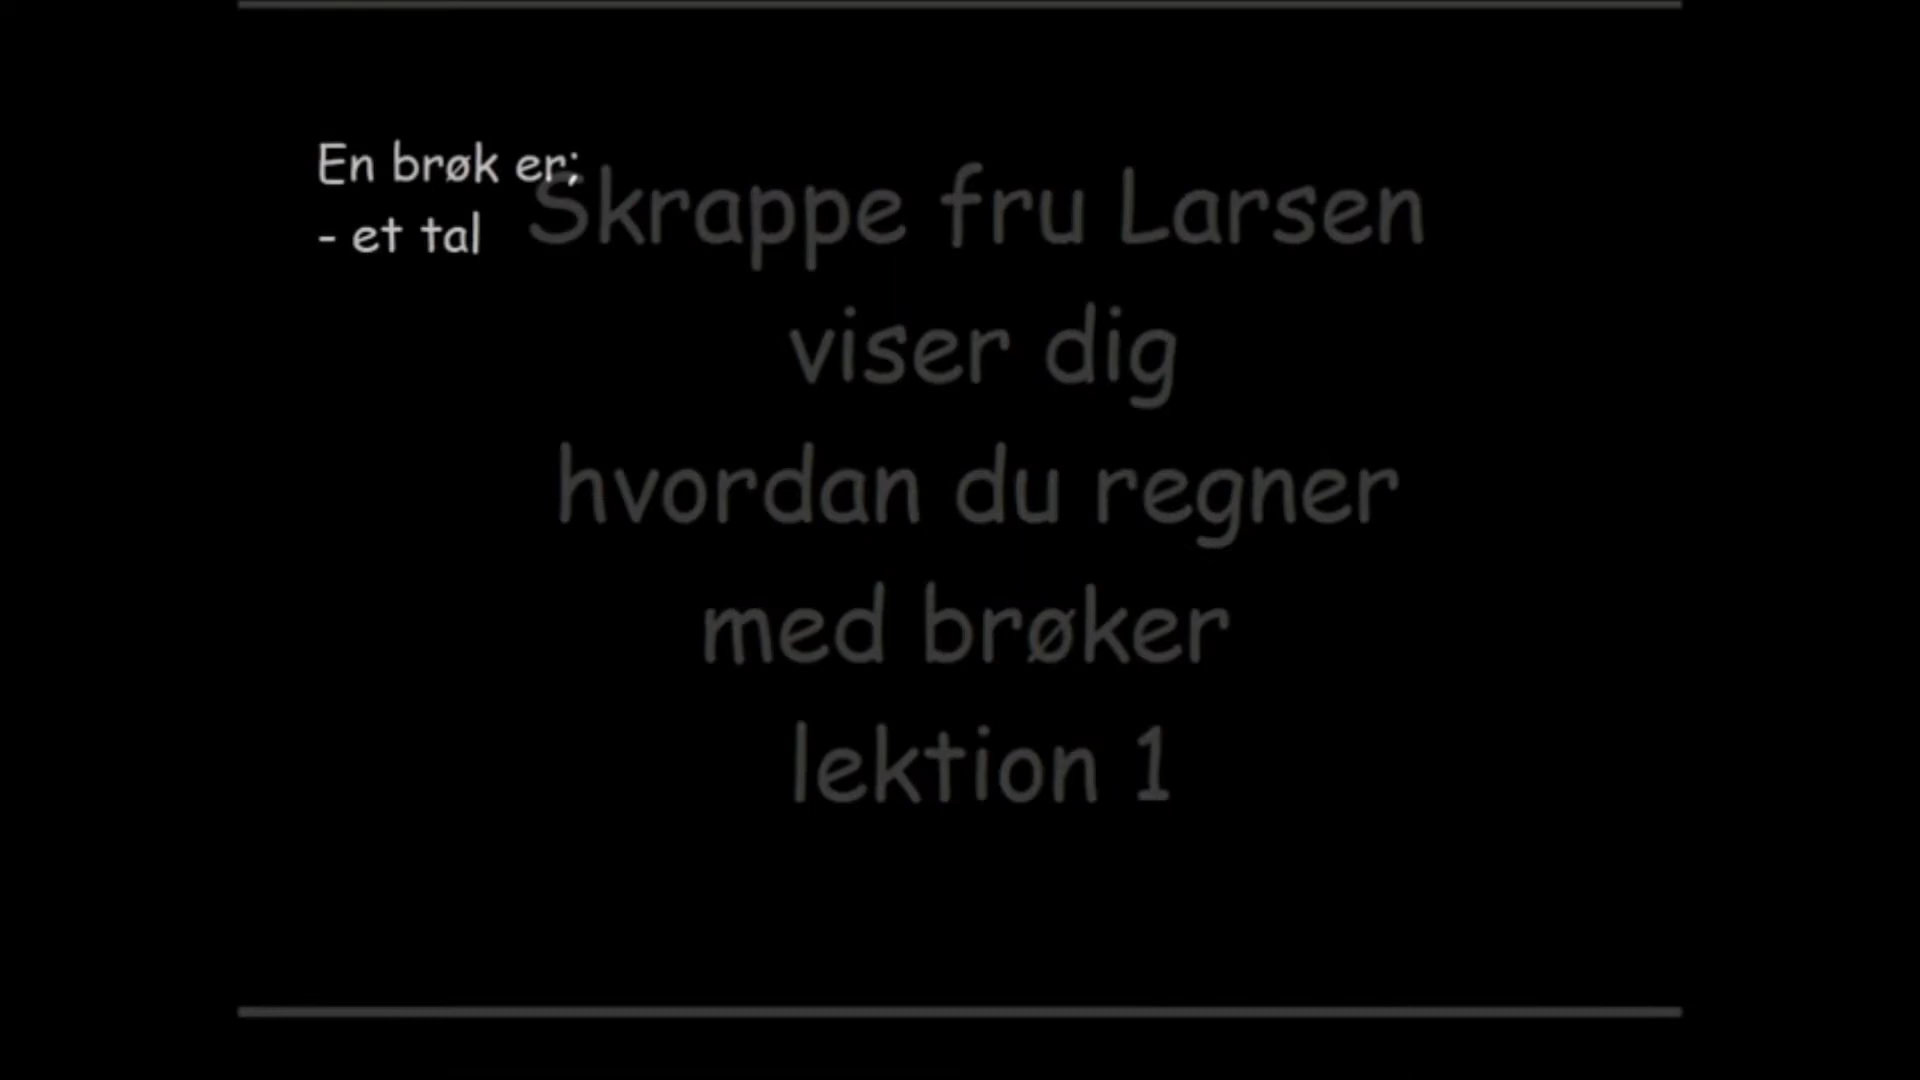 En brøk er;
- et tal
Skrappe fru Larsen
viser dig
hvordan du regner
med brøker
lektion 1